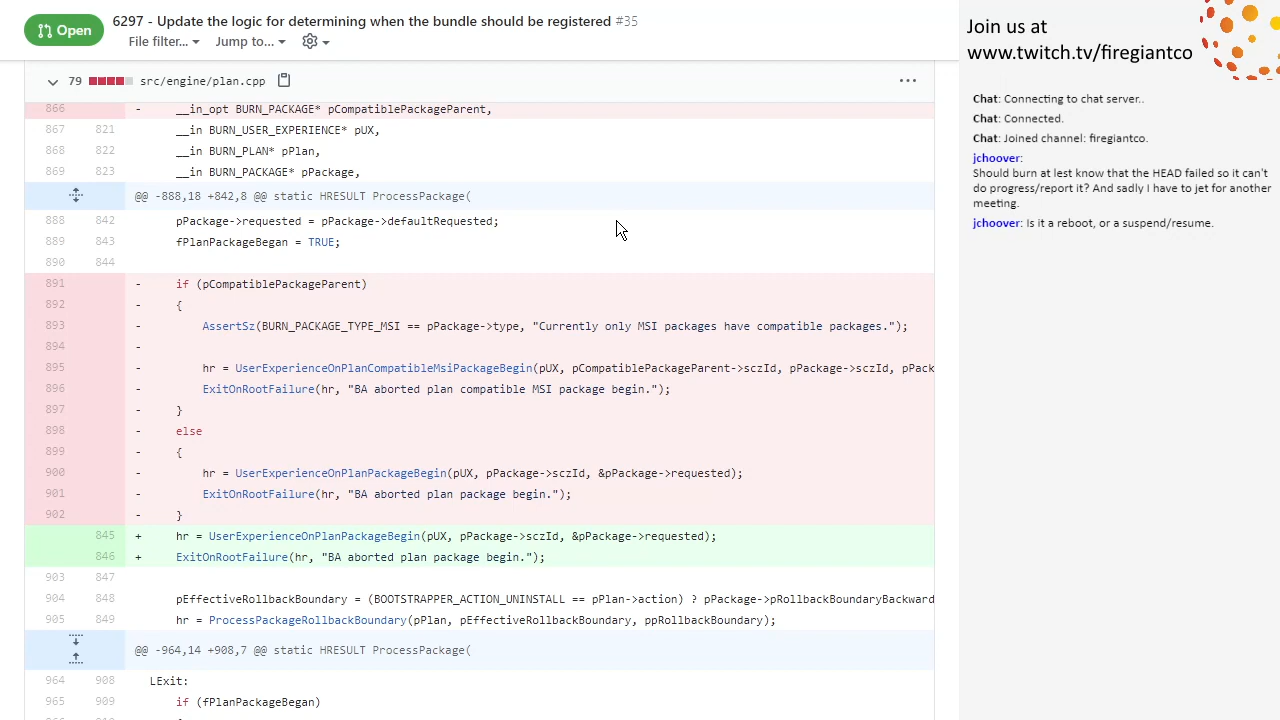 Open
6297 - Update the logic for determining when the bundle should be registered #35
File filter... Jump to...
79 src/engine/plan.cpp
866 - __in_opt BURN_PACKAGE* pCompatiblePackageParent,
867 821 __in BURN_USER_EXPERIENCE* pUX,
868 822 __in BURN_PLAN* pPlan,
869 823 __in BURN_PACKAGE* pPackage,
@@ -888,18 +842,8 @@ static HRESULT ProcessPackage(
888 842 pPackage->requested = pPackage->defaultRequested;
889 843 fPlanPackageBegan = TRUE;
890 844
891 - if (pCompatiblePackageParent)
892 - {
893 - AssertSz(BURN_PACKAGE_TYPE_MSI == pPackage->type, "Currently only MSI packages have compatible packages.");
894 -
895 - hr = UserExperienceOnPlanCompatibleMsiPackageBegin(pUX, pCompatiblePackageParent->sczId, pPackage->sczId, pPack
896 - ExitOnRootFailure(hr, "BA aborted plan compatible MSI package begin.");
897 - }
898 - else
899 - {
900 - hr = UserExperienceOnPlanPackageBegin(pUX, pPackage->sczId, &pPackage->requested);
901 - ExitOnRootFailure(hr, "BA aborted plan package begin.");
902 - }
845 + hr = UserExperienceOnPlanPackageBegin(pUX, pPackage->sczId, &pPackage->requested);
846 + ExitOnRootFailure(hr, "BA aborted plan package begin.");
903 847
904 848 pEffectiveRollbackBoundary = (BOOTSTRAPPER_ACTION_UNINSTALL == pPlan->action) ? pPackage->pRollbackBoundaryBackward
905 849 hr = ProcessPackageRollbackBoundary(pPlan, pEffectiveRollbackBoundary, ppRollbackBoundary);
@@ -964,14 +908,7 @@ static HRESULT ProcessPackage(
964 908 LExit:
965 909 if (fPlanPackageBegan)
Join us at
www.twitch.tv/firegiantco
Chat: Connecting to chat server..
Chat: Connected.
Chat: Joined channel: firegiantco.
jchoover:
Should burn at lest know that the HEAD failed so it can't
do progress/report it? And sadly I have to jet for another
meeting.
jchoover: Is it a reboot, or a suspend/resume.